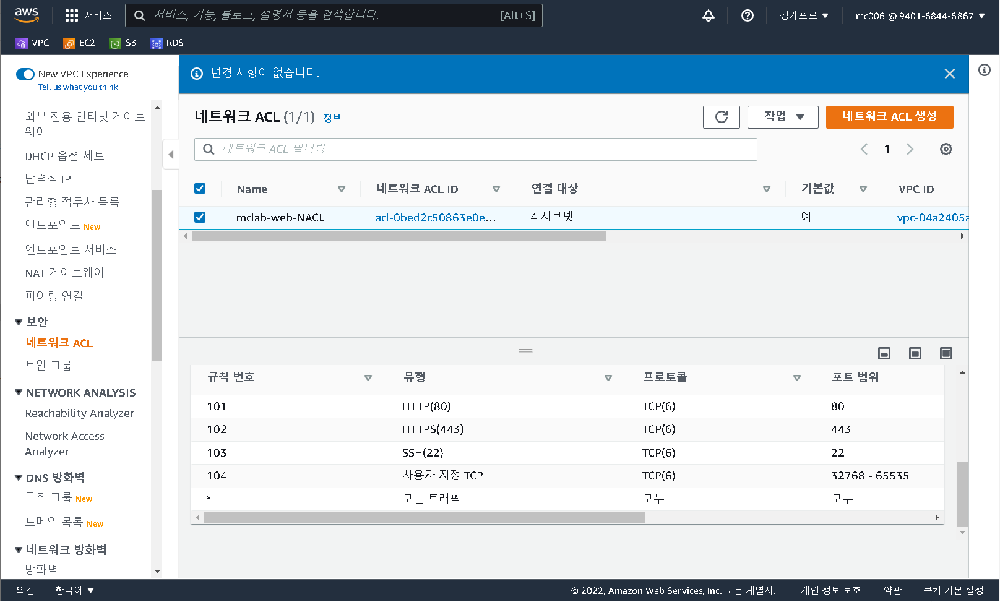 aws
서비스
서비스, 기능, 블로그, 설명서 등을 검색합니다.
[Alt+S]
싱가포르 ▼
mc006 @ 9401-6844-6867 ▼
VPC
EC2
S3
RDS
New VPC Experience
Tell us what you think
외부 전용 인터넷 게이트
웨이
DHCP 옵션 세트
탄력적 IP
관리형 접두사 목록
엔드포인트 New
엔드포인트 서비스
NAT 게이트웨이
피어링 연결
▼ 보안
네트워크 ACL
보안 그룹
▼ NETWORK ANALYSIS
Reachability Analyzer
Network Access
Analyzer
▼ DNS 방화벽
규칙 그룹 New
도메인 목록 New
▼ 네트워크 방화벽
방화벽
변경 사항이 없습니다.
네트워크 ACL (1/1) 정보
작업 ▼
네트워크 ACL 생성
네트워크 ACL 필터링
1
Name
네트워크 ACL ID
연결 대상
기본값
VPC ID
mclab-web-NACL
acl-0bed2c50863e0e…
4 서브넷
예
vpc-04a2405a
규칙 번호
유형
프로토콜
포트 범위
101
HTTP(80)
TCP(6)
80
102
HTTPS(443)
TCP(6)
443
103
SSH(22)
TCP(6)
22
104
사용자 지정 TCP
TCP(6)
32768 - 65535
*
모든 트래픽
모두
모두
의견
한국어 ▼
© 2022, Amazon Web Services, Inc. 또는 계열사.
개인 정보 보호
약관
쿠키 기본 설정